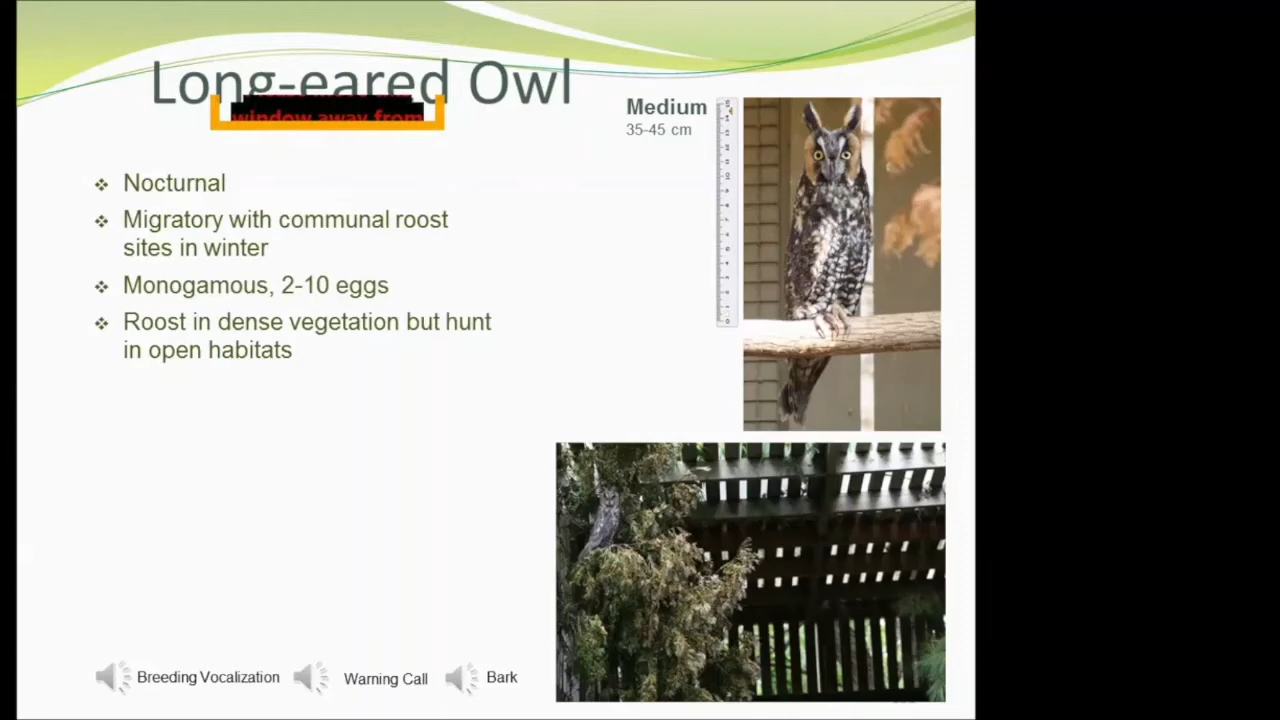 Long-eared Owl
window away from
Medium
35-45 cm
Nocturnal
Migratory with communal roost
sites in winter
Monogamous, 2-10 eggs
Roost in dense vegetation but hunt
in open habitats
Breeding Vocalization
Warning Call
Bark